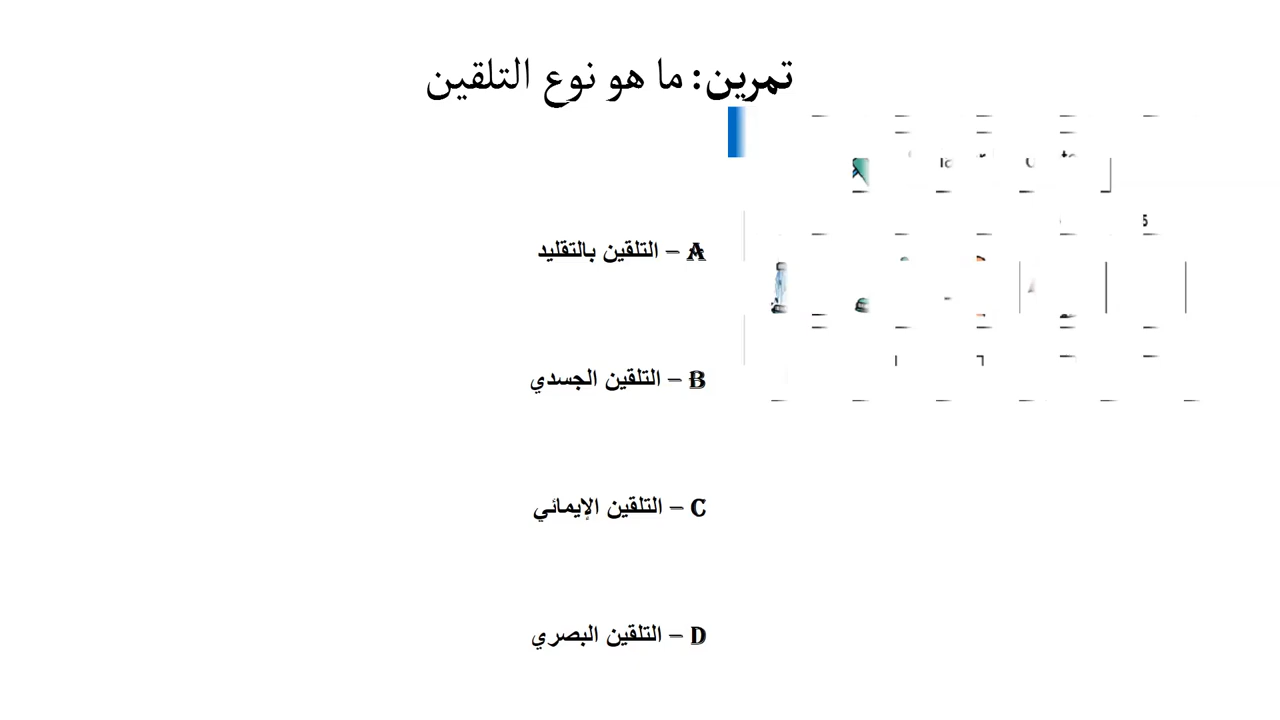 تمرين: ما هو نوع التلقين
A – التلقين بالتقليد
B – التلقين الجسدي
C – التلقين الإيمائي
D – التلقين البصري